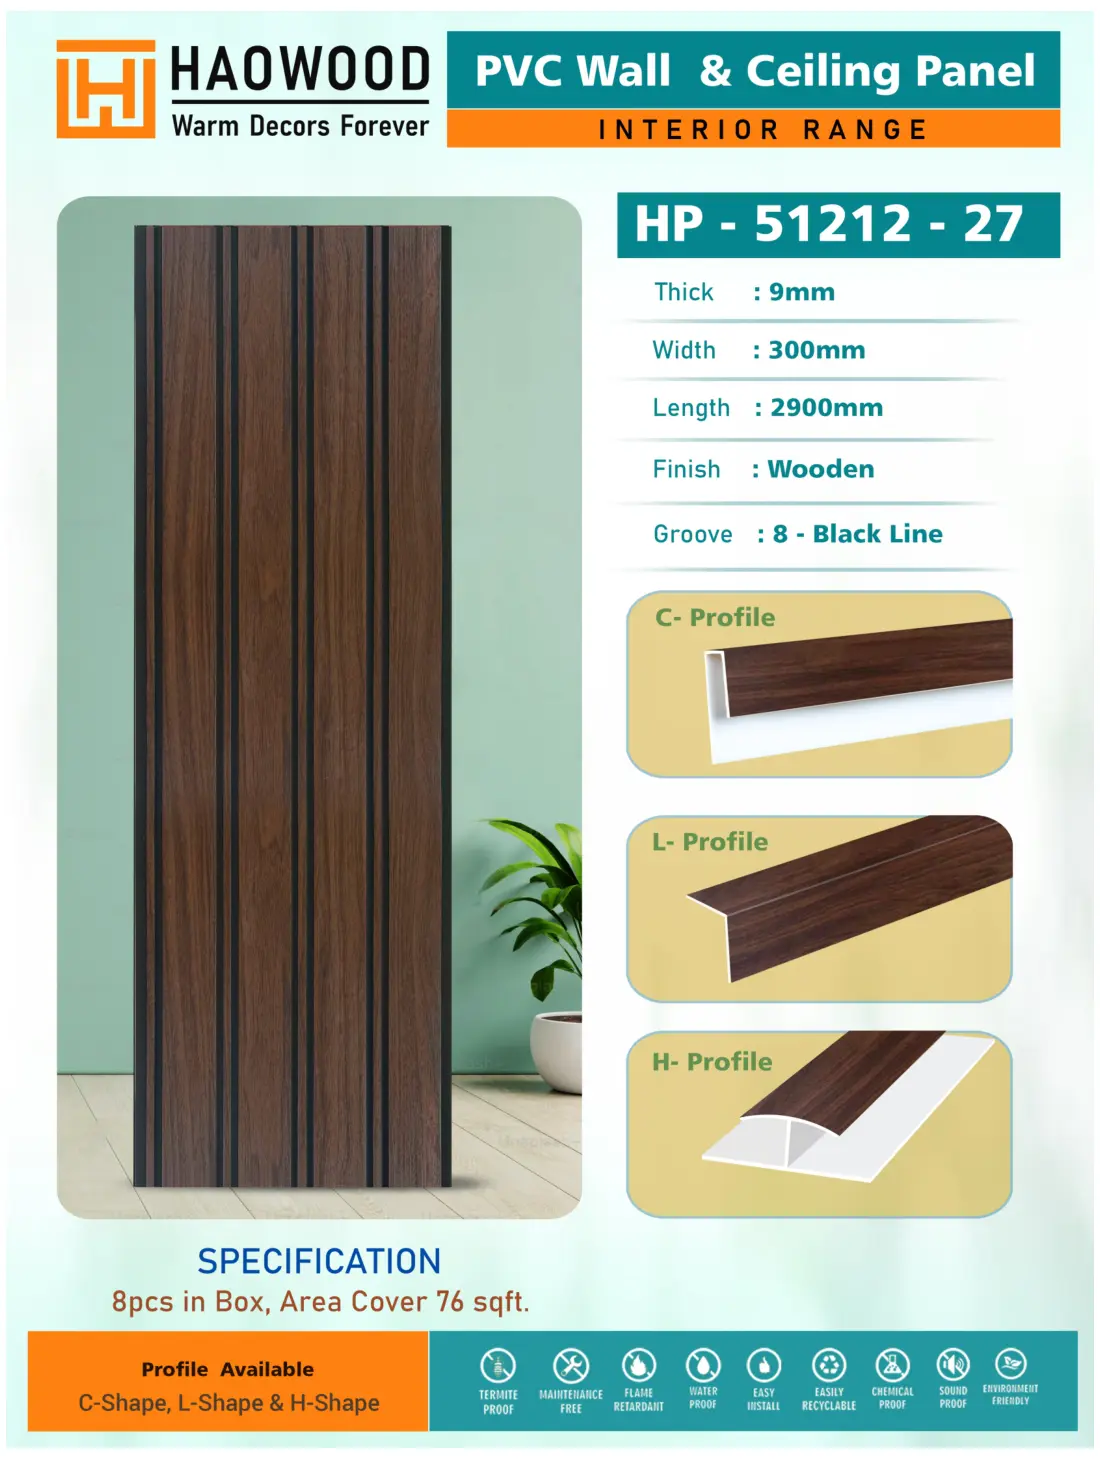 HAOWOOD
Warm Decors Forever
PVC Wall & Ceiling Panel
INTERIOR RANGE
HP - 51212 - 27
Thick : 9mm
Width : 300mm
Length : 2900mm
Finish : Wooden
Groove : 8 - Black Line
C- Profile
L- Profile
H- Profile
SPECIFICATION
8pcs in Box, Area Cover 76 sqft.
Profile Available
C-Shape, L-Shape & H-Shape
TERMITE
PROOF
MAINTENANCE
FREE
FLAME
RETARDANT
WATER
PROOF
EASY
INSTALL
EASILY
RECYCLABLE
CHEMICAL
PROOF
SOUND
PROOF
ENVIRONMENT
FRIENDLY